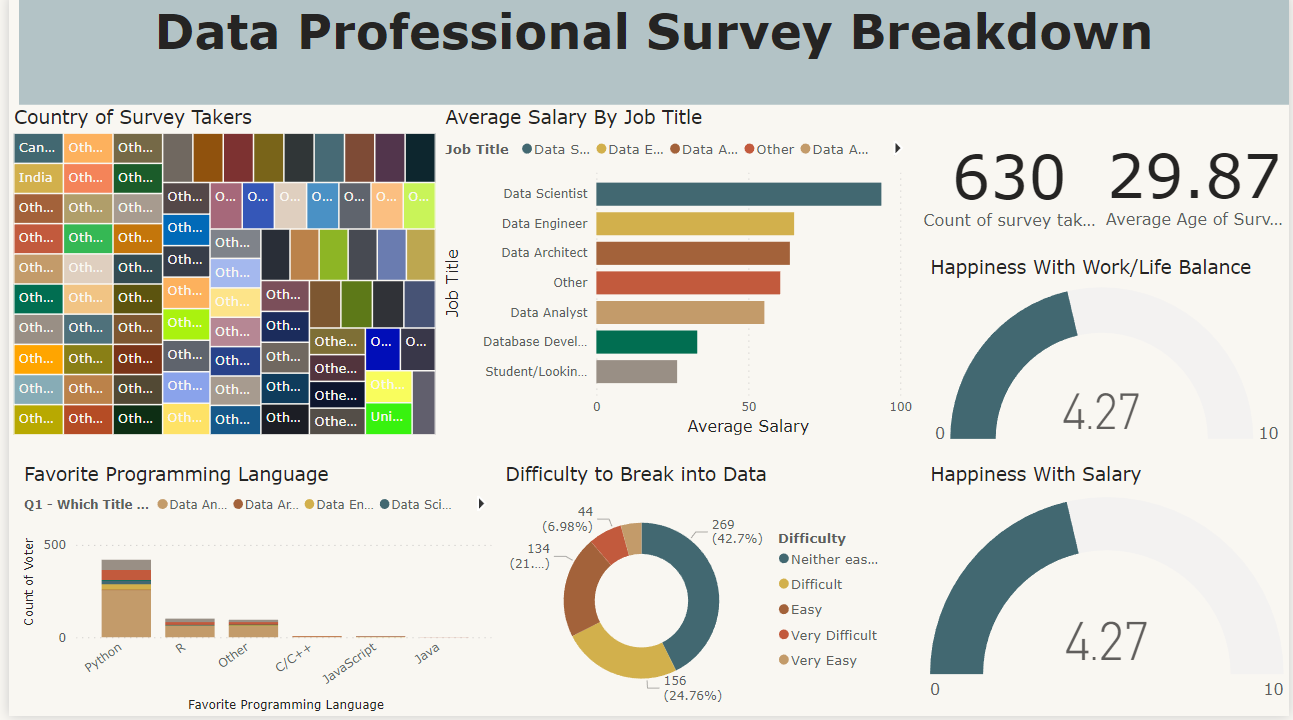 Data Professional Survey Breakdown
Country of Survey Takers
Can... Oth... Oth...
India Oth... Oth...
Oth... Oth... Oth... Oth... O... O... O... O... O... O... O...
Oth... Oth... Oth... Oth... Oth...
Oth... Oth... Oth... Oth... Oth...
Oth... Oth... Oth... Oth... Oth... Oth...
Oth... Oth... Oth... Oth... Oth... Oth...
Oth... Oth... Oth... Oth... Oth... Oth... Othe... O... O...
Oth... Oth... Oth... Oth... Oth... Oth... Othe... Oth...
Oth... Oth... Oth... Oth... Oth... Oth... Othe... Uni...
Othe...
Average Salary By Job Title
Job Title Data S... Data E... Data A... Other Data A...
Job Title
Data Scientist
Data Engineer
Data Architect
Other
Data Analyst
Database Devel...
Student/Lookin...
0 50 100
Average Salary
630 29.87
Count of survey tak... Average Age of Surv...
Happiness With Work/Life Balance
4.27
0 10
Favorite Programming Language
Q1 - Which Title ... Data An... Data Ar... Data En... Data Sci...
Count of Voter
500
0
Python R Other C/C++ JavaScript Java
Favorite Programming Language
Difficulty to Break into Data
44
(6.98%)
269
(42.7%)
134
(21....)
156
(24.76%)
Difficulty
Neither eas...
Difficult
Easy
Very Difficult
Very Easy
Happiness With Salary
4.27
0 10